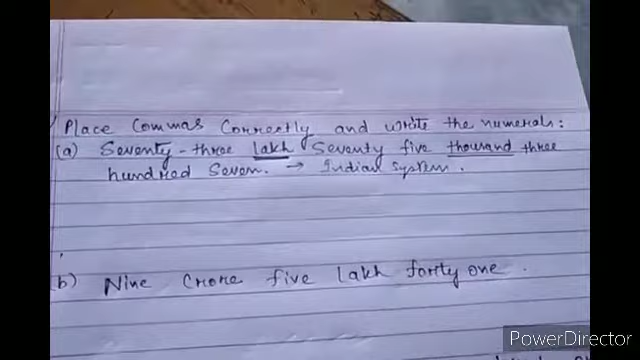 Place Commas Correctly and write the numerals:
(a) Seventy-three lakh Seventy five thousand three
hundred Seven. → Indian System.
b) Nine Crore five lakh forty one.
PowerDirector